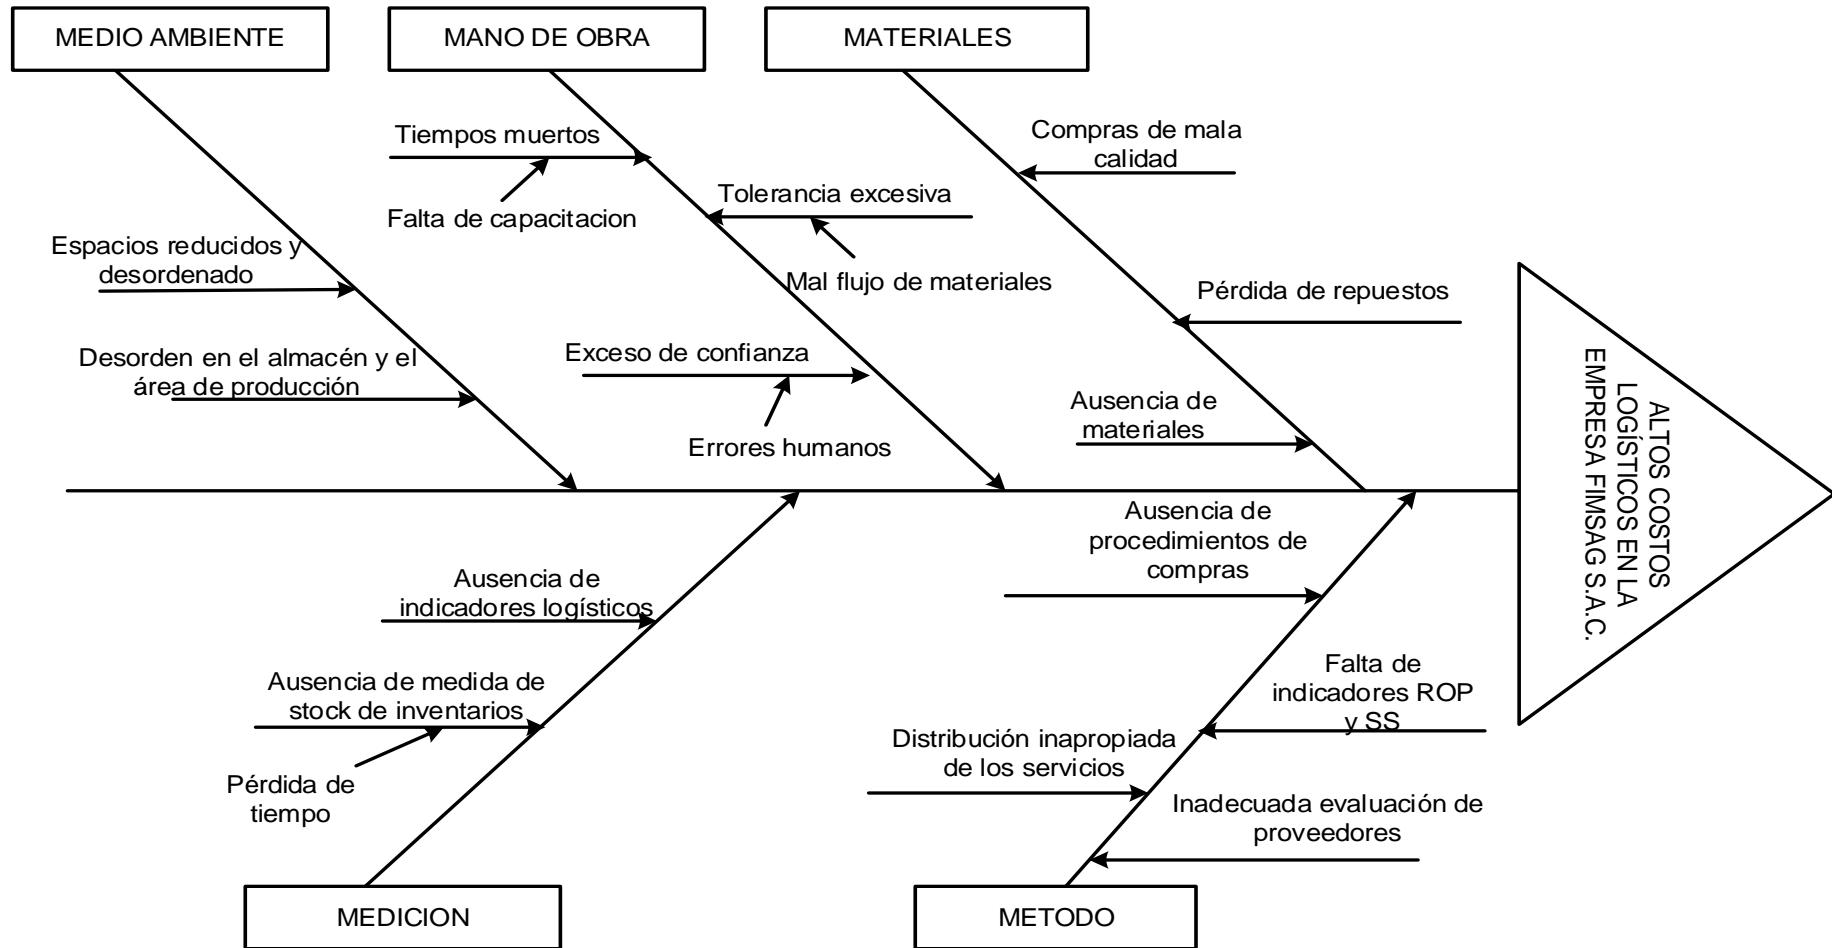 MEDIO AMBIENTE
MANO DE OBRA
MATERIALES
Tiempos muertos
Falta de capacitacion
Tolerancia excesiva
Mal flujo de materiales
Compras de mala
calidad
Espacios reducidos y
desordenado
Pérdida de repuestos
Desorden en el almacén y el
área de producción
Exceso de confianza
Errores humanos
Ausencia de
materiales
ALTOS COSTOS
LOGÍSTICOS EN LA
EMPRESA FIMSAG S.A.C.
Ausencia de
indicadores logísticos
Ausencia de medida de
stock de inventarios
Pérdida de
tiempo
Ausencia de
procedimientos de
compras
Falta de
indicadores ROP
y SS
Distribución inapropiada
de los servicios
Inadecuada evaluación de
proveedores
MEDICION
METODO